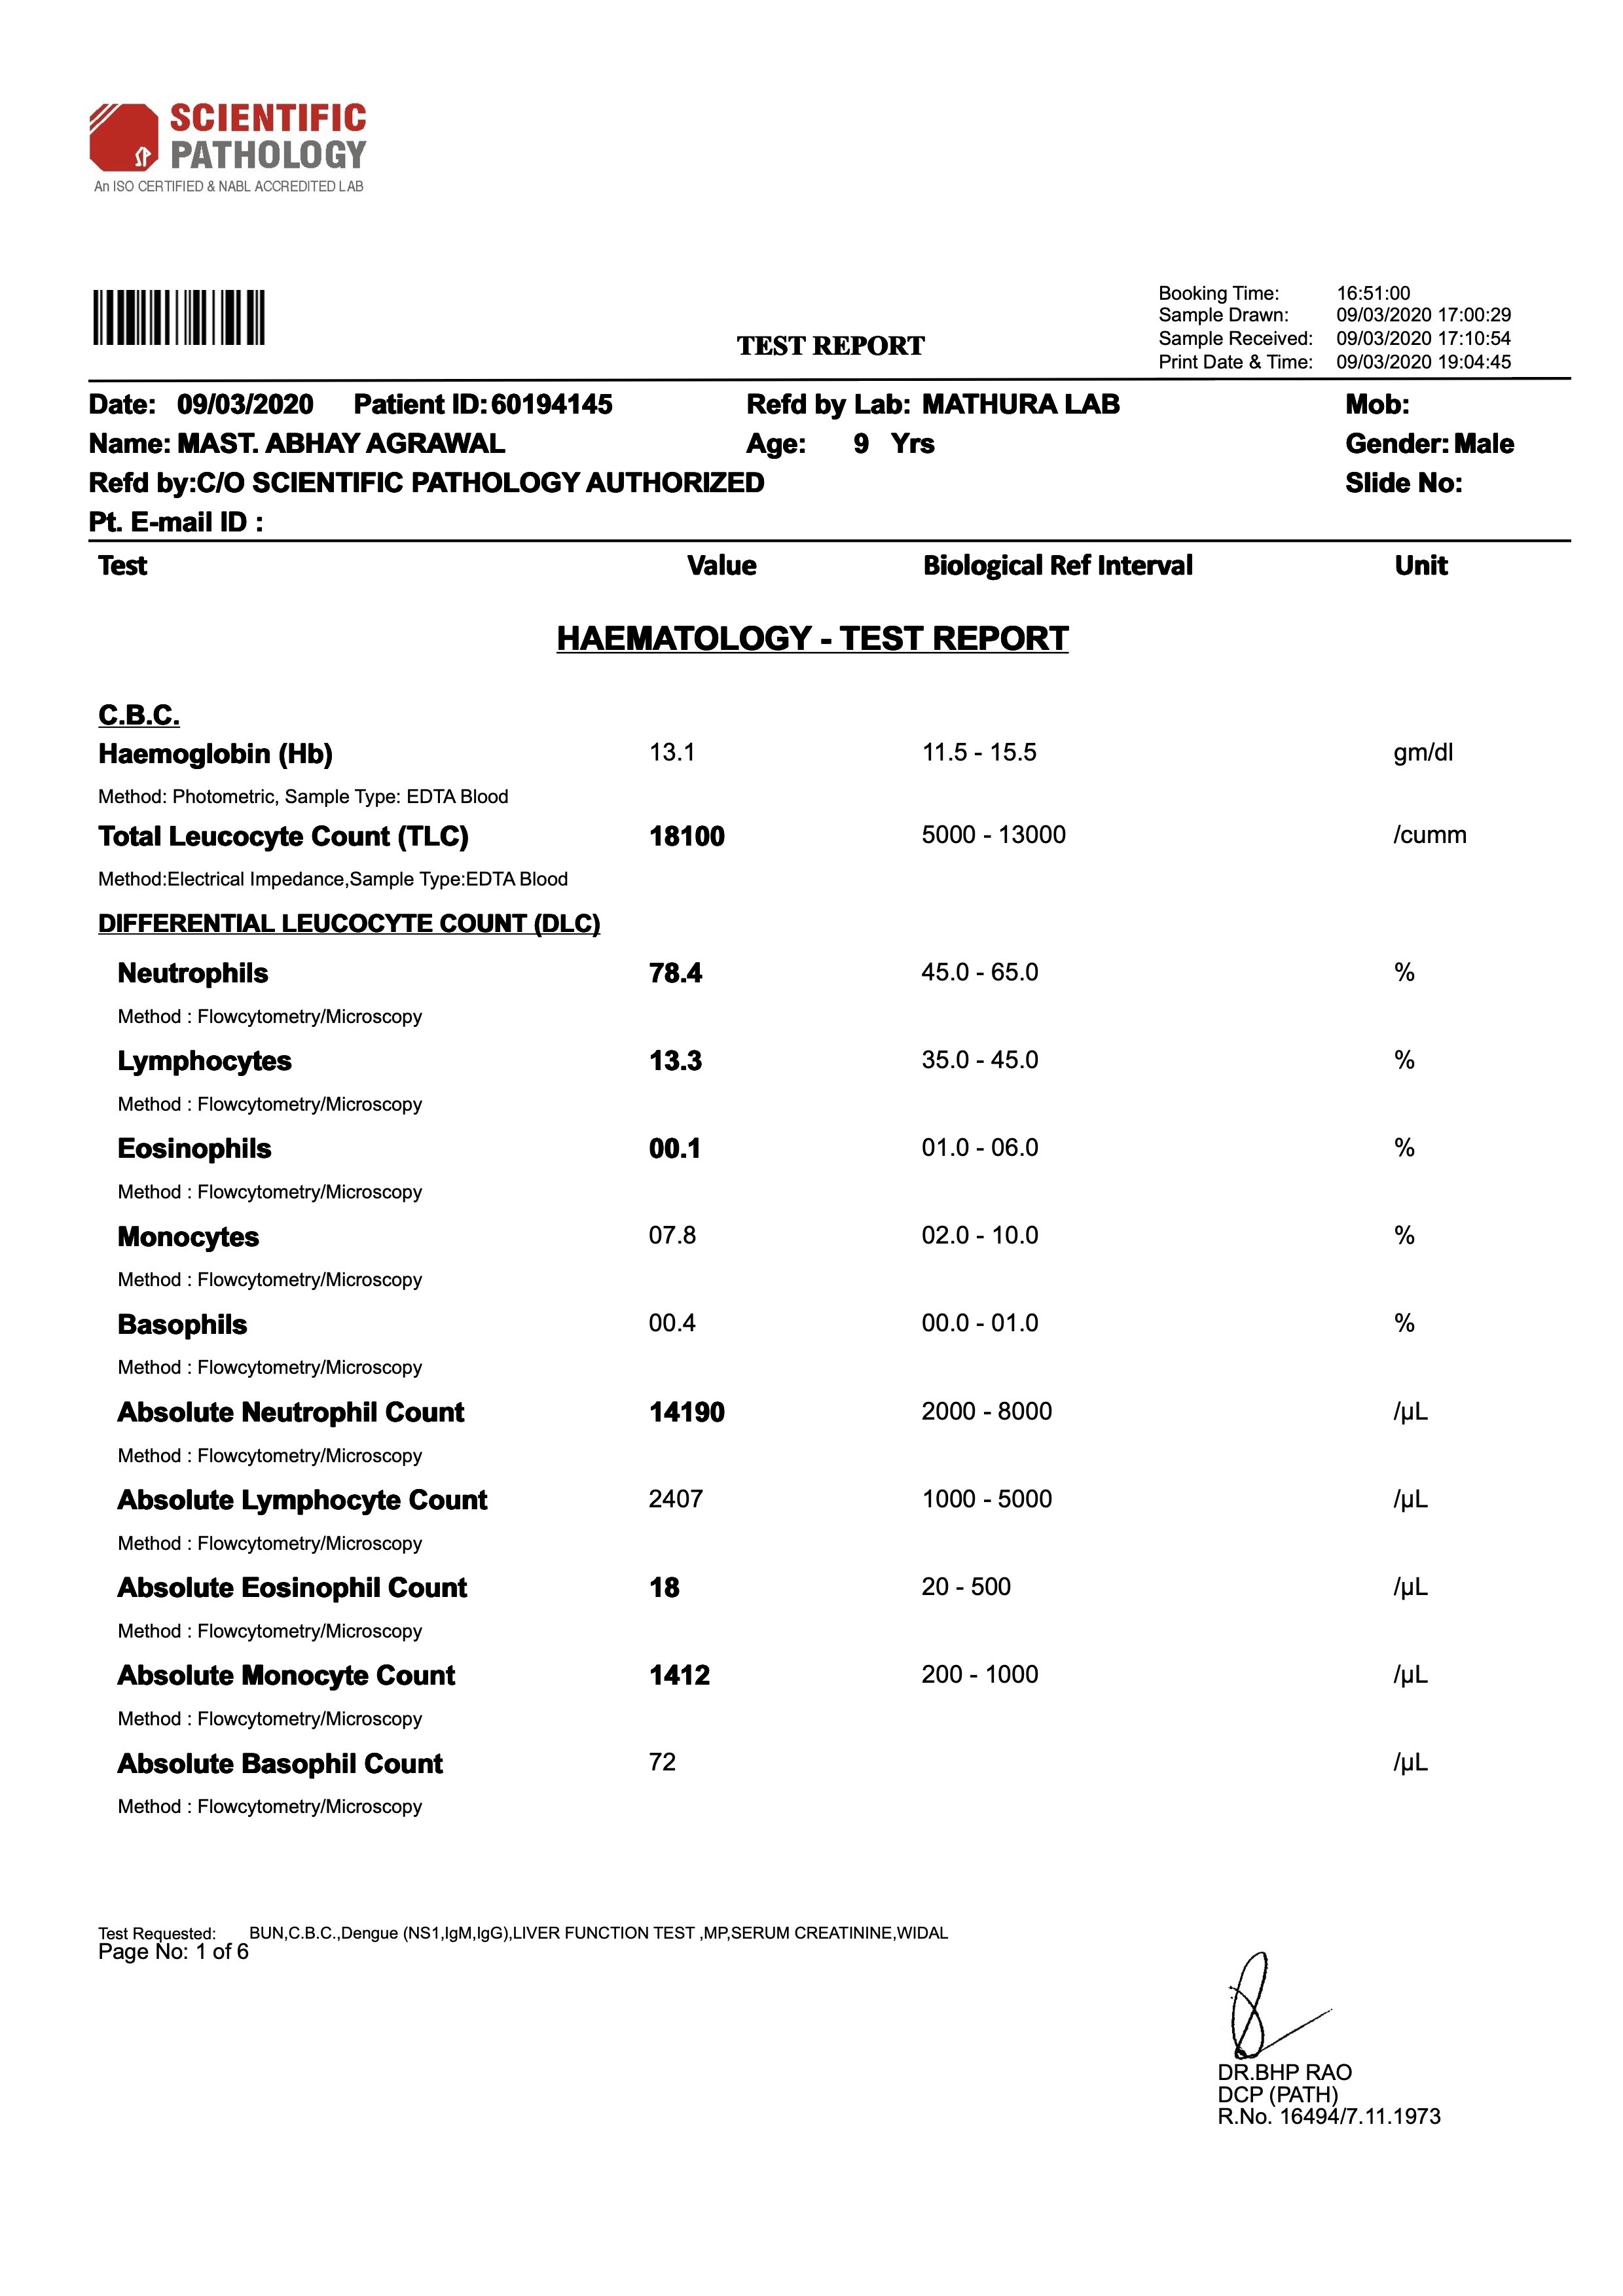 SCIENTIFIC
PATHOLOGY
SP
An ISO CERTIFIED & NABL ACCREDITED LAB
Booking Time: 16:51:00
Sample Drawn: 09/03/2020 17:00:29
TEST REPORT
Sample Received: 09/03/2020 17:10:54
Print Date & Time: 09/03/2020 19:04:45
Date: 09/03/2020 Patient ID: 60194145 Refd by Lab: MATHURA LAB Mob:
Name: MAST. ABHAY AGRAWAL Age: 9 Yrs Gender: Male
Refd by:C/O SCIENTIFIC PATHOLOGY AUTHORIZED Slide No:
Pt. E-mail ID :
Test Value Biological Ref Interval Unit
HAEMATOLOGY - TEST REPORT
C.B.C.
Haemoglobin (Hb) 13.1 11.5 - 15.5 gm/dl
Method: Photometric, Sample Type: EDTA Blood
Total Leucocyte Count (TLC) 18100 5000 - 13000 /cumm
Method:Electrical Impedance,Sample Type:EDTA Blood
DIFFERENTIAL LEUCOCYTE COUNT (DLC)
Neutrophils 78.4 45.0 - 65.0 %
Method : Flowcytometry/Microscopy
Lymphocytes 13.3 35.0 - 45.0 %
Method : Flowcytometry/Microscopy
Eosinophils 00.1 01.0 - 06.0 %
Method : Flowcytometry/Microscopy
Monocytes 07.8 02.0 - 10.0 %
Method : Flowcytometry/Microscopy
Basophils 00.4 00.0 - 01.0 %
Method : Flowcytometry/Microscopy
Absolute Neutrophil Count 14190 2000 - 8000 /µL
Method : Flowcytometry/Microscopy
Absolute Lymphocyte Count 2407 1000 - 5000 /µL
Method : Flowcytometry/Microscopy
Absolute Eosinophil Count 18 20 - 500 /µL
Method : Flowcytometry/Microscopy
Absolute Monocyte Count 1412 200 - 1000 /µL
Method : Flowcytometry/Microscopy
Absolute Basophil Count 72 /µL
Method : Flowcytometry/Microscopy
Test Requested: BUN,C.B.C.,Dengue (NS1,IgM,IgG),LIVER FUNCTION TEST ,MP,SERUM CREATININE,WIDAL
Page No: 1 of 6
DR.BHP RAO
DCP (PATH)
R.No. 16494/7.11.1973